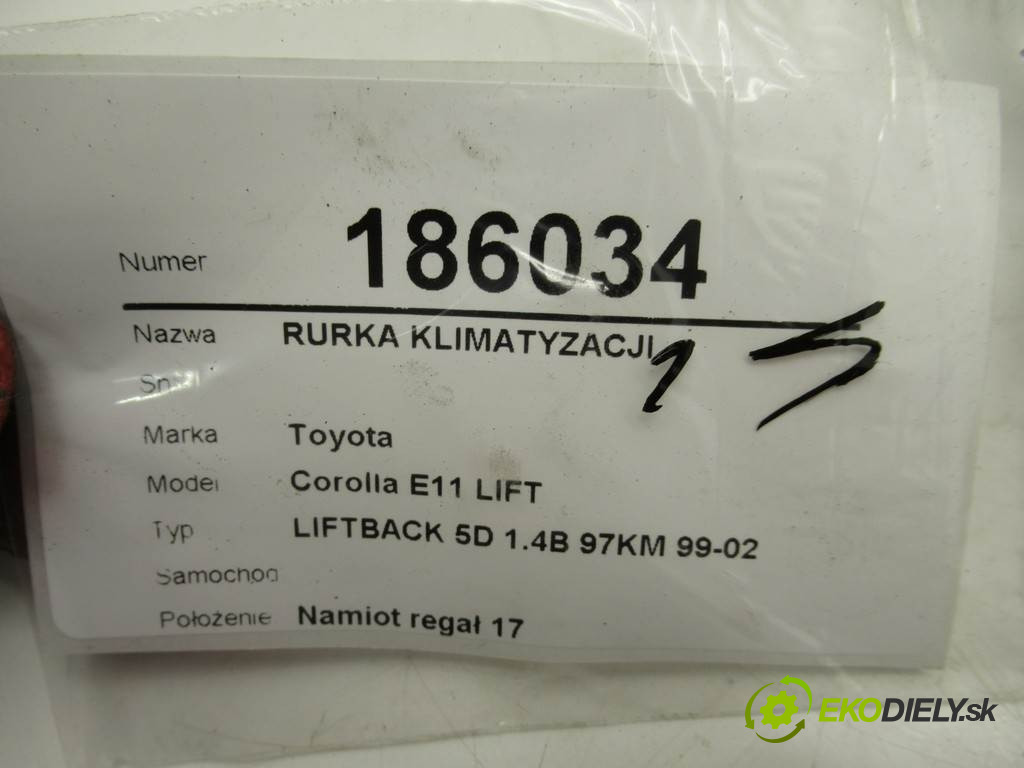 Numer 186034
Nazwa RURKA KLIMATYZACJI
Marka Toyota
Model Corolla E11 LIFT
Typ LIFTBACK 5D 1.4B 97KM 99-02
Samochod
Położenie Namiot regał 17
EKODIELY.sk